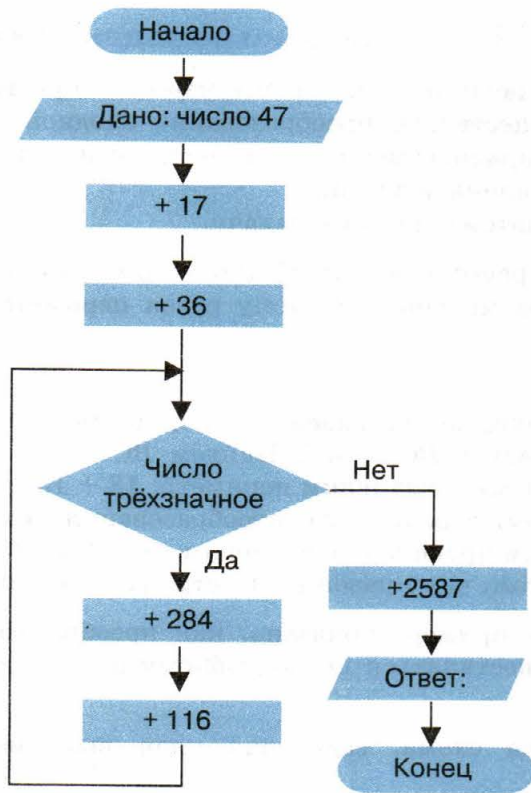 Начало
Дано: число 47
+ 17
+ 36
Число
трёхзначное
Нет
Да
+ 284
+ 116
+2587
Ответ:
Конец